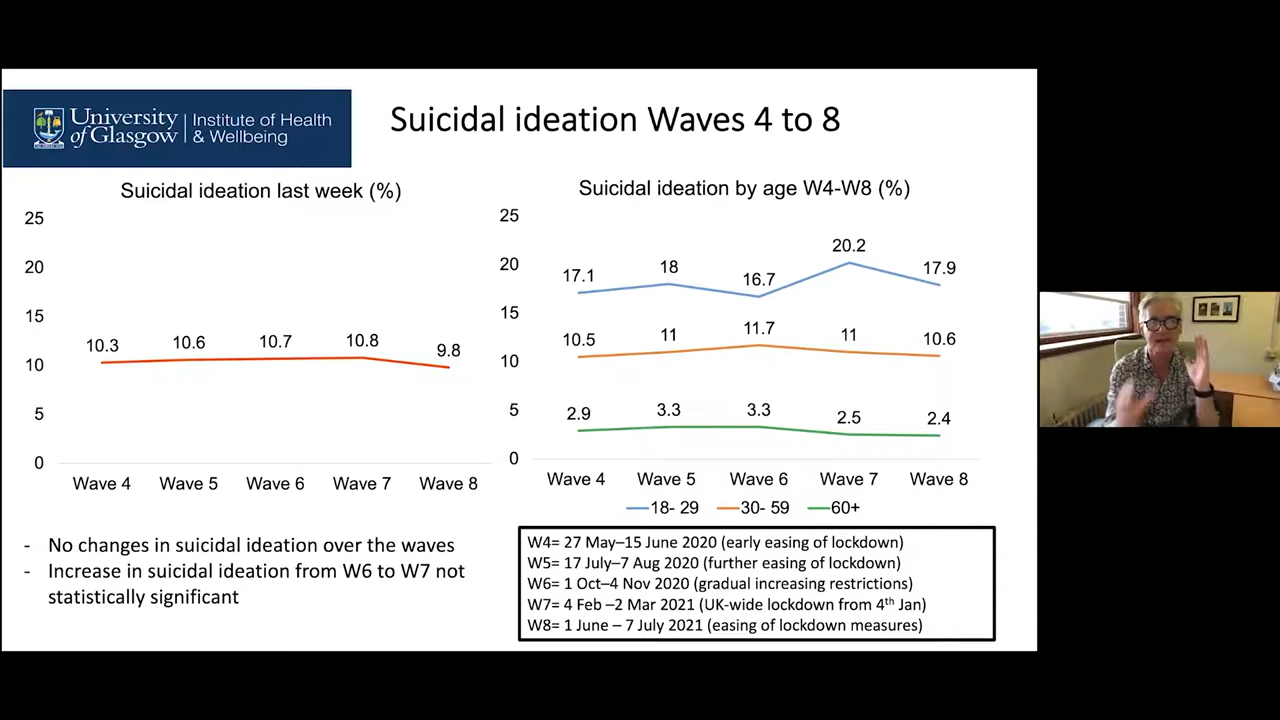 University
of Glasgow
Institute of Health
& Wellbeing
Suicidal ideation Waves 4 to 8
Suicidal ideation last week (%)
25
20
15
10
5
0
10.3
10.6
10.7
10.8
9.8
Wave 4
Wave 5
Wave 6
Wave 7
Wave 8
Suicidal ideation by age W4-W8 (%)
25
20
15
10
5
0
17.1
18
16.7
20.2
17.9
10.5
11
11.7
11
10.6
2.9
3.3
3.3
2.5
2.4
Wave 4
Wave 5
Wave 6
Wave 7
Wave 8
18- 29
30- 59
60+
- No changes in suicidal ideation over the waves
- Increase in suicidal ideation from W6 to W7 not
statistically significant
W4= 27 May–15 June 2020 (early easing of lockdown)
W5= 17 July–7 Aug 2020 (further easing of lockdown)
W6= 1 Oct–4 Nov 2020 (gradual increasing restrictions)
W7= 4 Feb –2 Mar 2021 (UK-wide lockdown from 4th Jan)
W8= 1 June – 7 July 2021 (easing of lockdown measures)